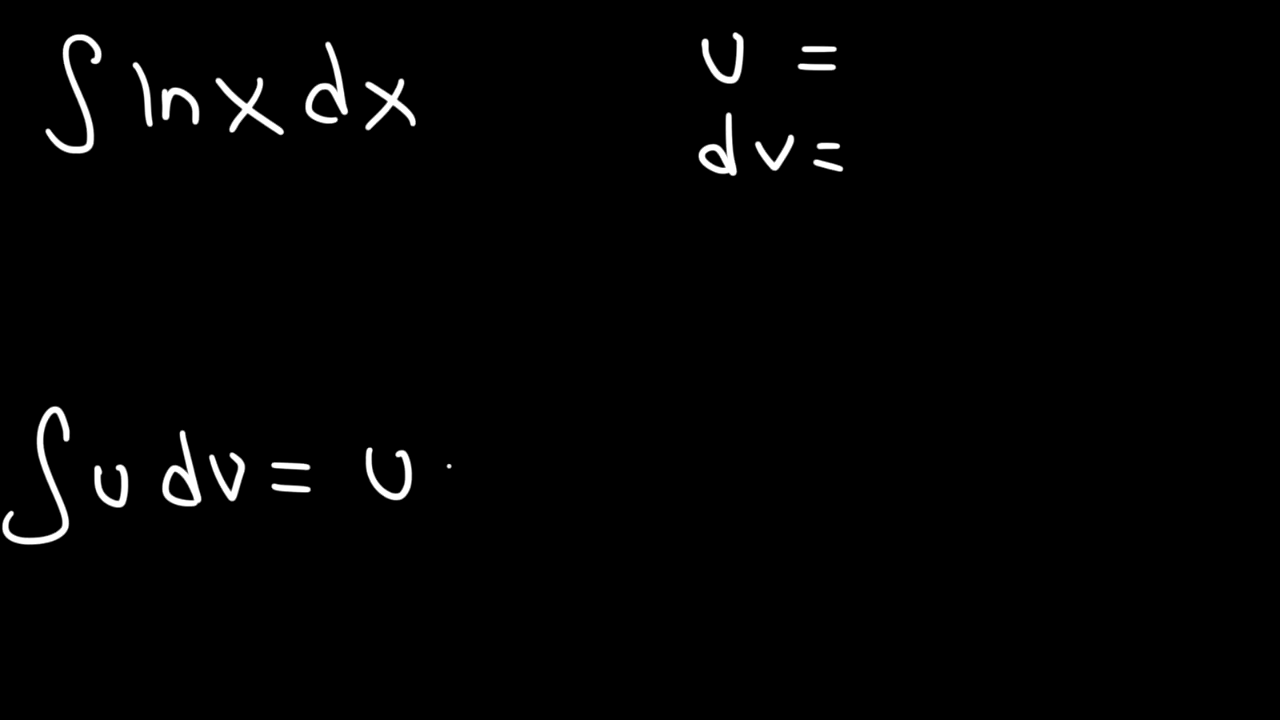 ∫ ln x dx
u =
dv =
∫ u dv = u ·